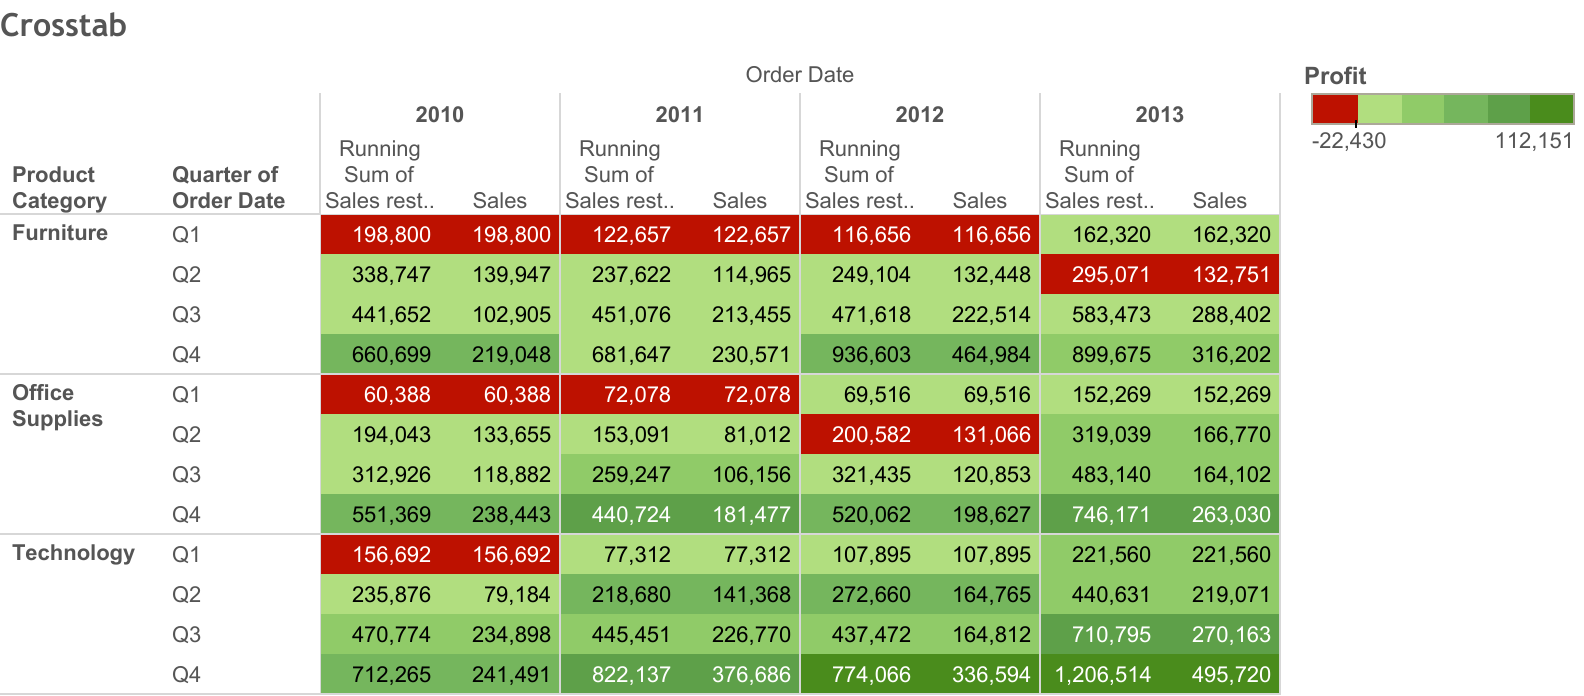 Crosstab
Order Date
Profit
2010 2011 2012 2013
-22,430 112,151
Running Running Running Running
Product Quarter of Sum of Sum of Sum of Sum of
Category Order Date Sales rest.. Sales Sales rest.. Sales Sales rest.. Sales Sales rest.. Sales
Furniture Q1 198,800 198,800 122,657 122,657 116,656 116,656 162,320 162,320
Q2 338,747 139,947 237,622 114,965 249,104 132,448 295,071 132,751
Q3 441,652 102,905 451,076 213,455 471,618 222,514 583,473 288,402
Q4 660,699 219,048 681,647 230,571 936,603 464,984 899,675 316,202
Office Q1 60,388 60,388 72,078 72,078 69,516 69,516 152,269 152,269
Supplies
Q2 194,043 133,655 153,091 81,012 200,582 131,066 319,039 166,770
Q3 312,926 118,882 259,247 106,156 321,435 120,853 483,140 164,102
Q4 551,369 238,443 440,724 181,477 520,062 198,627 746,171 263,030
Technology Q1 156,692 156,692 77,312 77,312 107,895 107,895 221,560 221,560
Q2 235,876 79,184 218,680 141,368 272,660 164,765 440,631 219,071
Q3 470,774 234,898 445,451 226,770 437,472 164,812 710,795 270,163
Q4 712,265 241,491 822,137 376,686 774,066 336,594 1,206,514 495,720